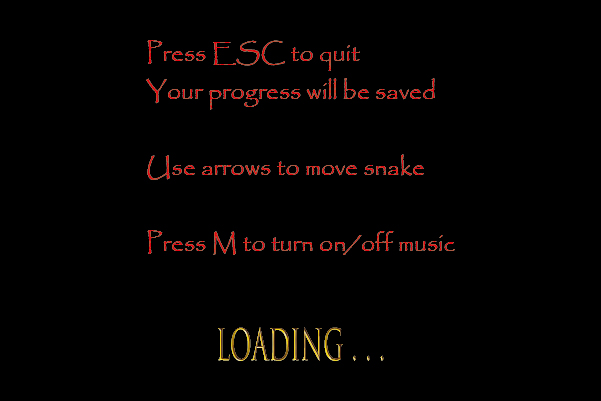 Press ESC to quit
Your progress will be saved
Use arrows to move snake
Press M to turn on/off music
LOADING . . .